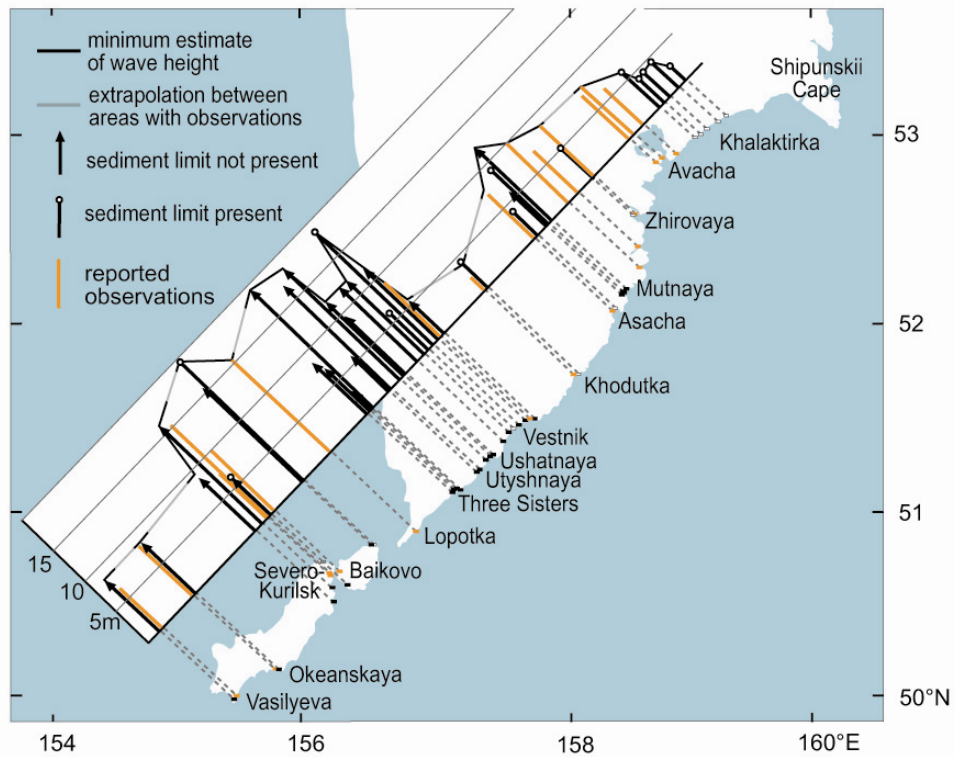 minimum estimate
of wave height
extrapolation between
areas with observations
sediment limit not present
sediment limit present
reported
observations
Shipunskii
Cape
53
Khalaktirka
Avacha
Zhirovaya
Mutnaya
52
Asacha
Khodutka
Vestnik
Ushatnaya
Utyshnaya
Three Sisters
51
Lopotka
15
10
5m
Severo-
Kurilsk
Baikovo
Okeanskaya
Vasilyeva
50°N
154
156
158
160°E